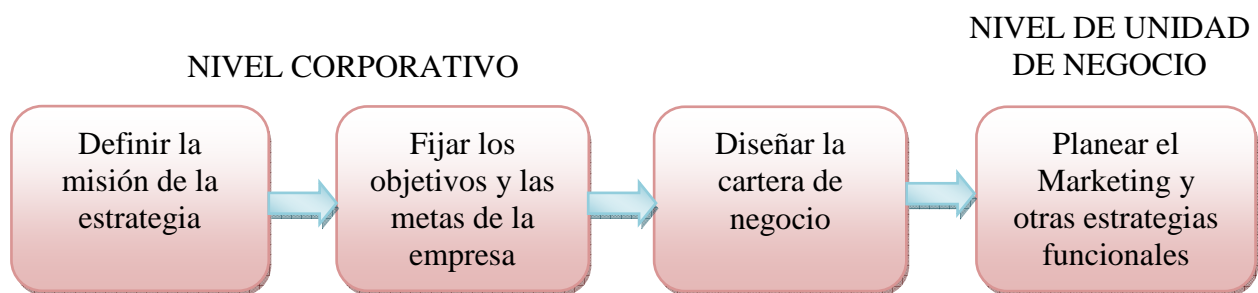 NIVEL CORPORATIVO
NIVEL DE UNIDAD
DE NEGOCIO
Definir la
misión de la
estrategia
Fijar los
objetivos y las
metas de la
empresa
Diseñar la
cartera de
negocio
Planear el
Marketing y
otras estrategias
funcionales